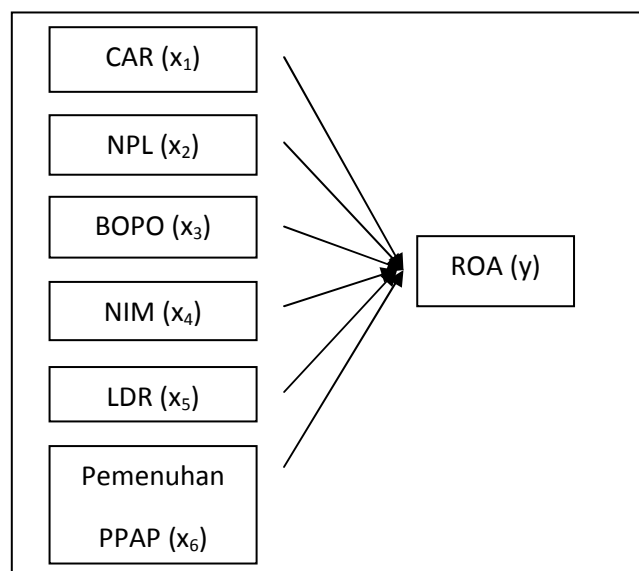 CAR (x₁)
NPL (x₂)
BOPO (x₃)
NIM (x₄)
LDR (x₅)
Pemenuhan
PPAP (x₆)
ROA (y)